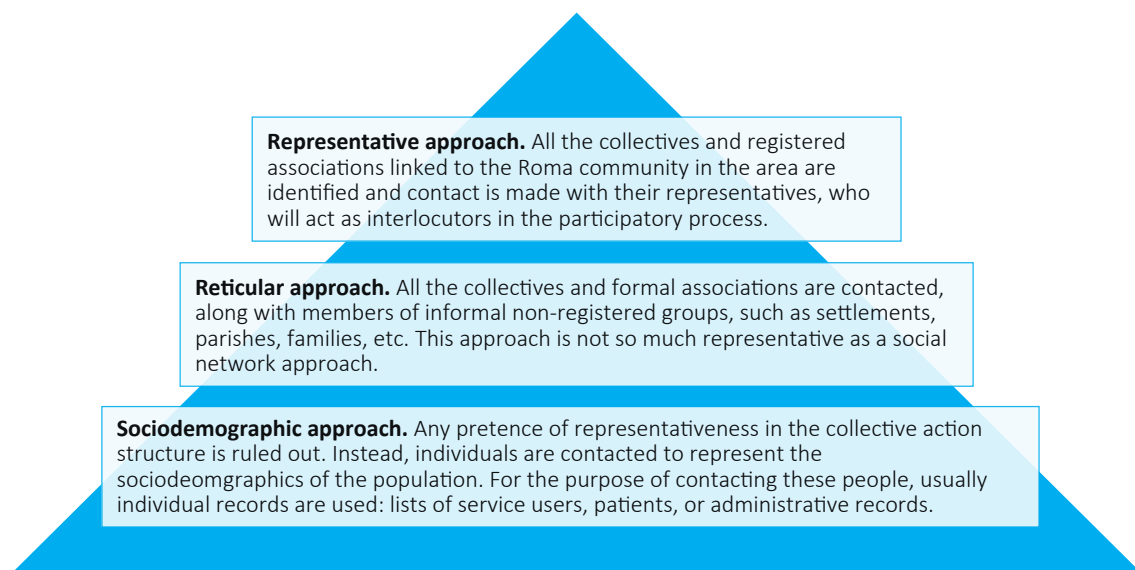 Representative approach. All the collectives and registered
associations linked to the Roma community in the area are
identified and contact is made with their representatives, who
will act as interlocutors in the participatory process.
Reticular approach. All the collectives and formal associations are contacted,
along with members of informal non-registered groups, such as settlements,
parishes, families, etc. This approach is not so much representative as a social
network approach.
Sociodemographic approach. Any pretence of representativeness in the collective action
structure is ruled out. Instead, individuals are contacted to represent the
sociodeomgraphics of the population. For the purpose of contacting these people, usually
individual records are used: lists of service users, patients, or administrative records.